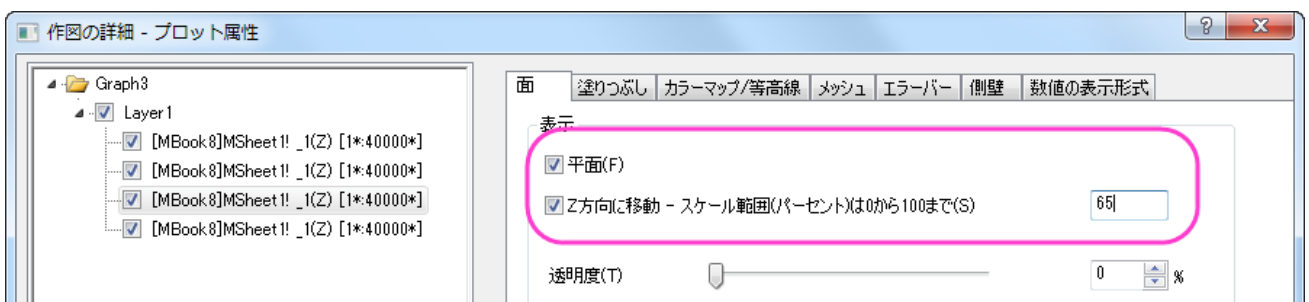 作図の詳細 - プロット属性
Graph3
Layer1
[MBook8]MSheet1! _1(Z) [1*:40000*]
[MBook8]MSheet1! _1(Z) [1*:40000*]
[MBook8]MSheet1! _1(Z) [1*:40000*]
[MBook8]MSheet1! _1(Z) [1*:40000*]
面 塗りつぶし カラーマップ/等高線 メッシュ エラーバー 側壁 数値の表示形式
表示
平面(F)
Z方向に移動 - スケール範囲(パーセント)は0から100まで(S) 65
透明度(T) 0 %